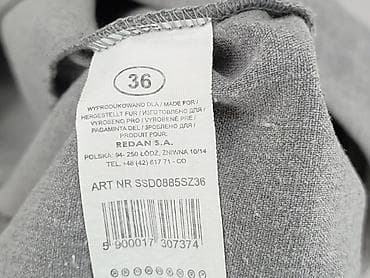 36
WYPRODUKOWANO DLA / MADE FOR /
HERGESTELLT FUR / ИЗГОТОВЛЕНО ДЛЯ /
VYROBENO PRO / VYROBENÉ PRE /
PAGAMINTA DEL / ЗРОБЛЕНО ДЛЯ /
PRODUIT POUR:
REDAN S.A.
POLSKA: 94- 250 ŁÓDŹ, ŻNIWNA 10/14
TEL. +48 (42) 617 71 - CO
ART NR SSD0885SZ36
5 900017 307374